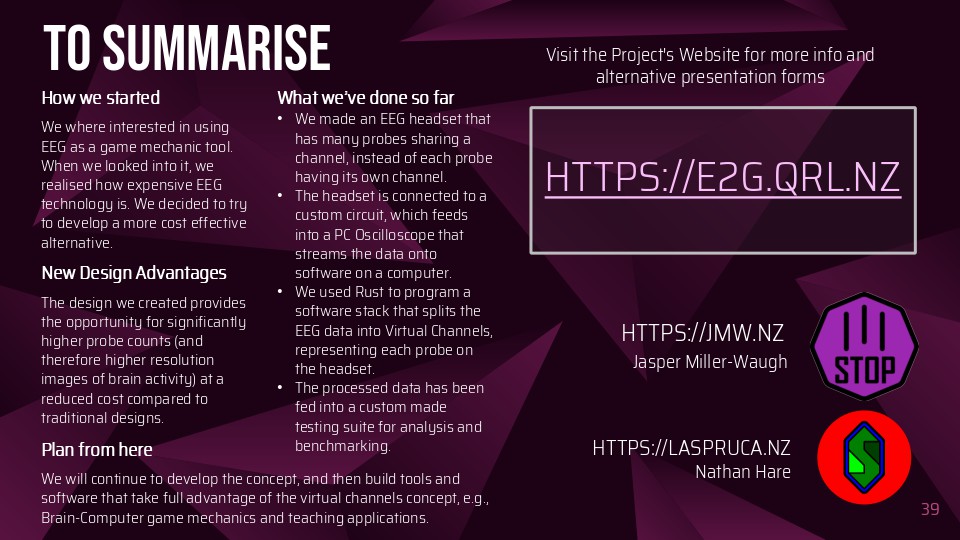 TO SUMMARISE
How we started
We where interested in using
EEG as a game mechanic tool.
When we looked into it, we
realised how expensive EEG
technology is. We decided to try
to develop a more cost effective
alternative.
New Design Advantages
The design we created provides
the opportunity for significantly
higher probe counts (and
therefore higher resolution
images of brain activity) at a
reduced cost compared to
traditional designs.
What we've done so far
• We made an EEG headset that
has many probes sharing a
channel, instead of each probe
having its own channel.
• The headset is connected to a
custom circuit, which feeds
into a PC Oscilloscope that
streams the data onto
software on a computer.
• We used Rust to program a
software stack that splits the
EEG data into Virtual Channels,
representing each probe on
the headset.
• The processed data has been
fed into a custom made
testing suite for analysis and
benchmarking.
Plan from here
We will continue to develop the concept, and then build tools and
software that take full advantage of the virtual channels concept, e.g.,
Brain-Computer game mechanics and teaching applications.
Visit the Project's Website for more info and
alternative presentation forms
HTTPS://E2G.QRL.NZ
HTTPS://JMW.NZ
Jasper Miller-Waugh
STOP
HTTPS://LASPRUCA.NZ
Nathan Hare
39